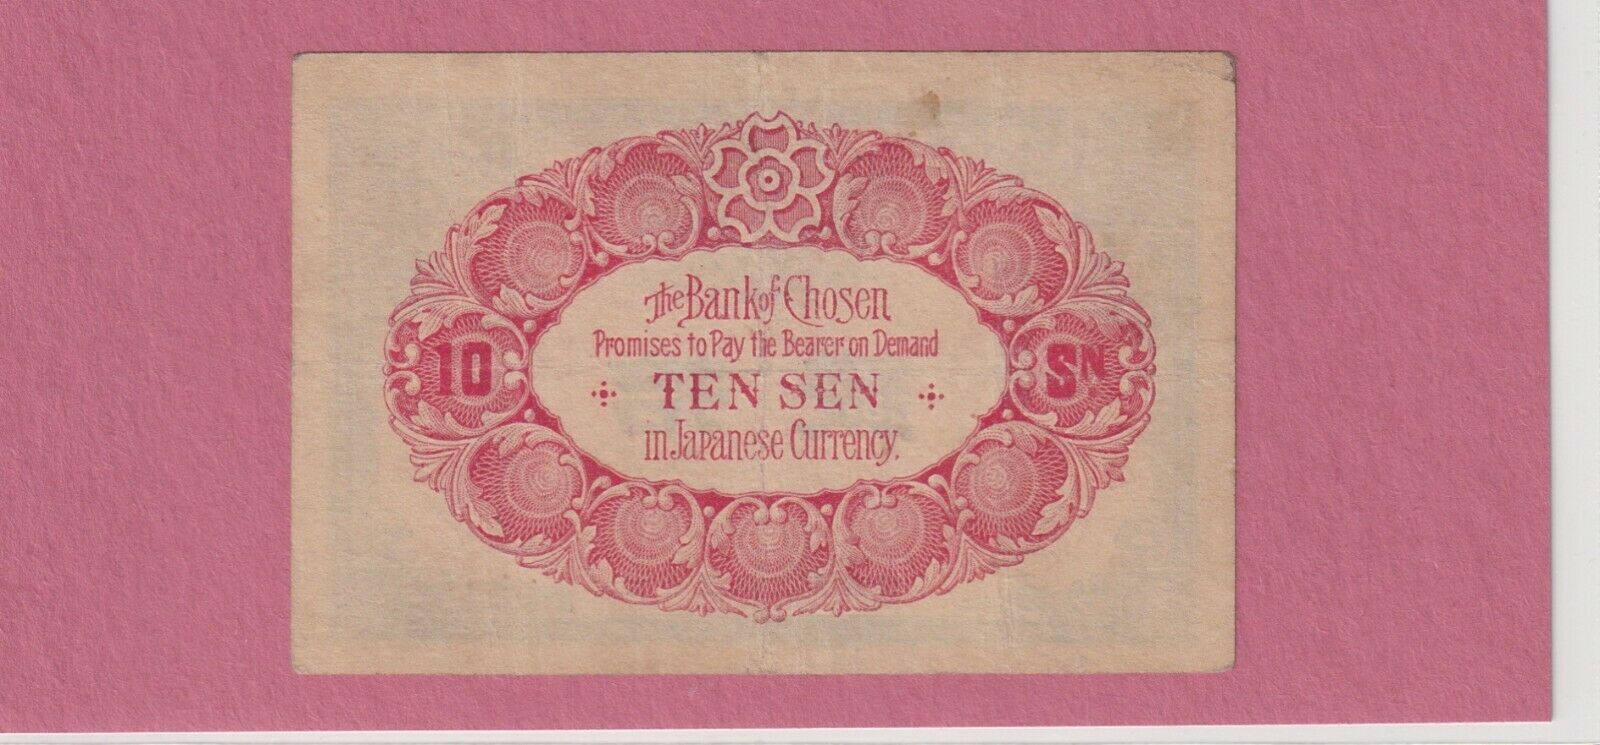 The Bank of Chosen
Promises to Pay the Bearer on Demand
10 TEN SEN SN
in Japanese Currency.